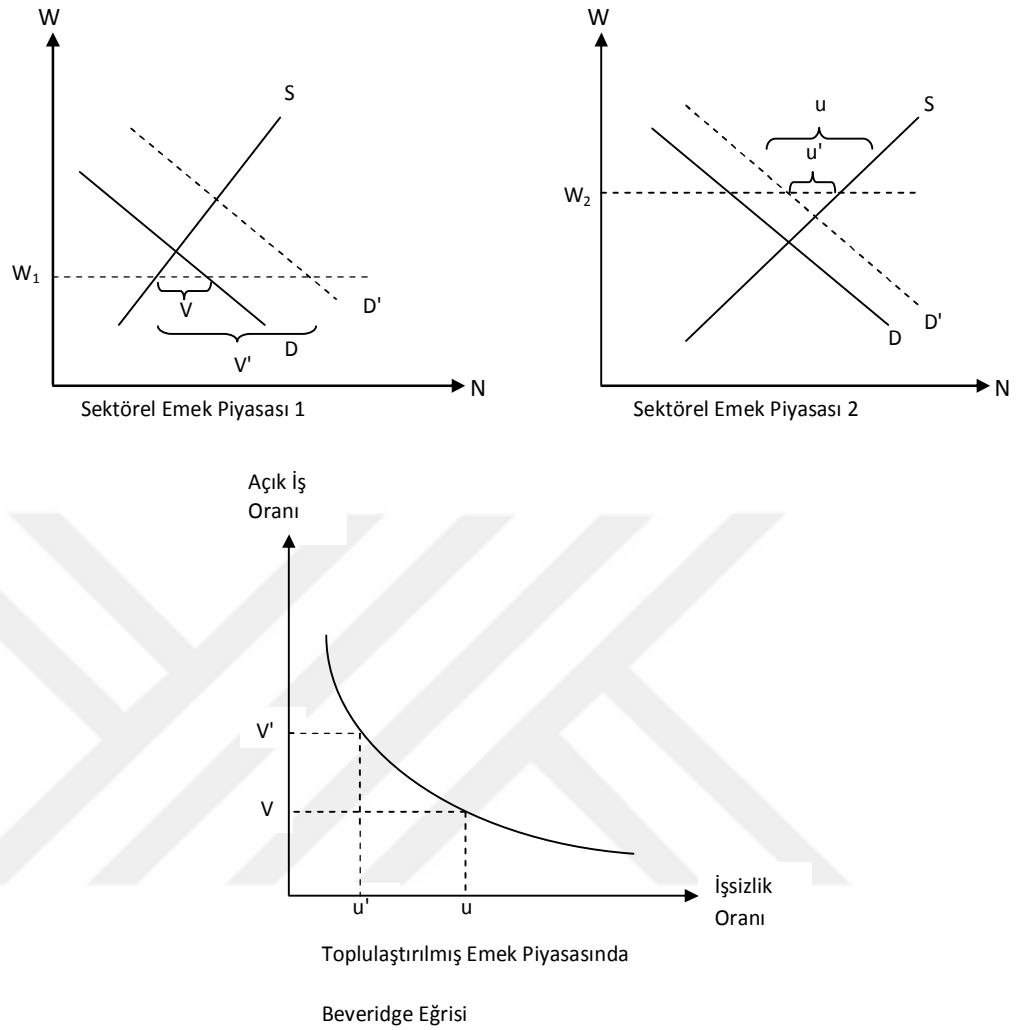 W
S
W₁
V
D'
D
V'
N
Sektörel Emek Piyasası 1
W
u
S
u'
W₂
D'
D
N
Sektörel Emek Piyasası 2
Açık İş
Oranı
V'
V
u'
u
İşsizlik
Oranı
Toplulaştırılmış Emek Piyasasında
Beveridge Eğrisi